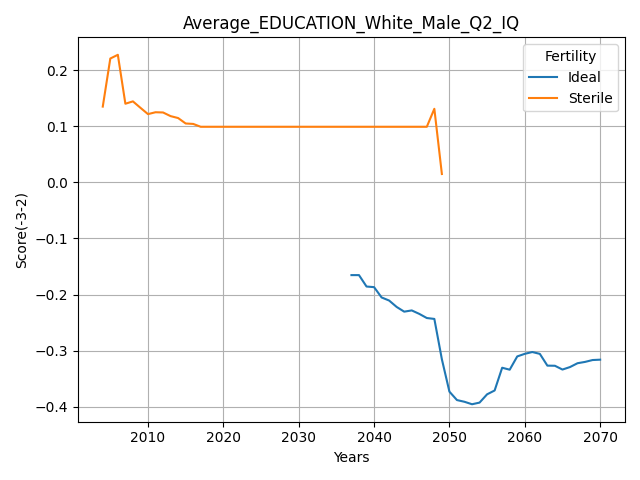 Average_EDUCATION_White_Male_Q2_IQ
Fertility
Ideal
Sterile
Score(-3-2)
0.2
0.1
0.0
−0.1
−0.2
−0.3
−0.4
2010 2020 2030 2040 2050 2060 2070
Years